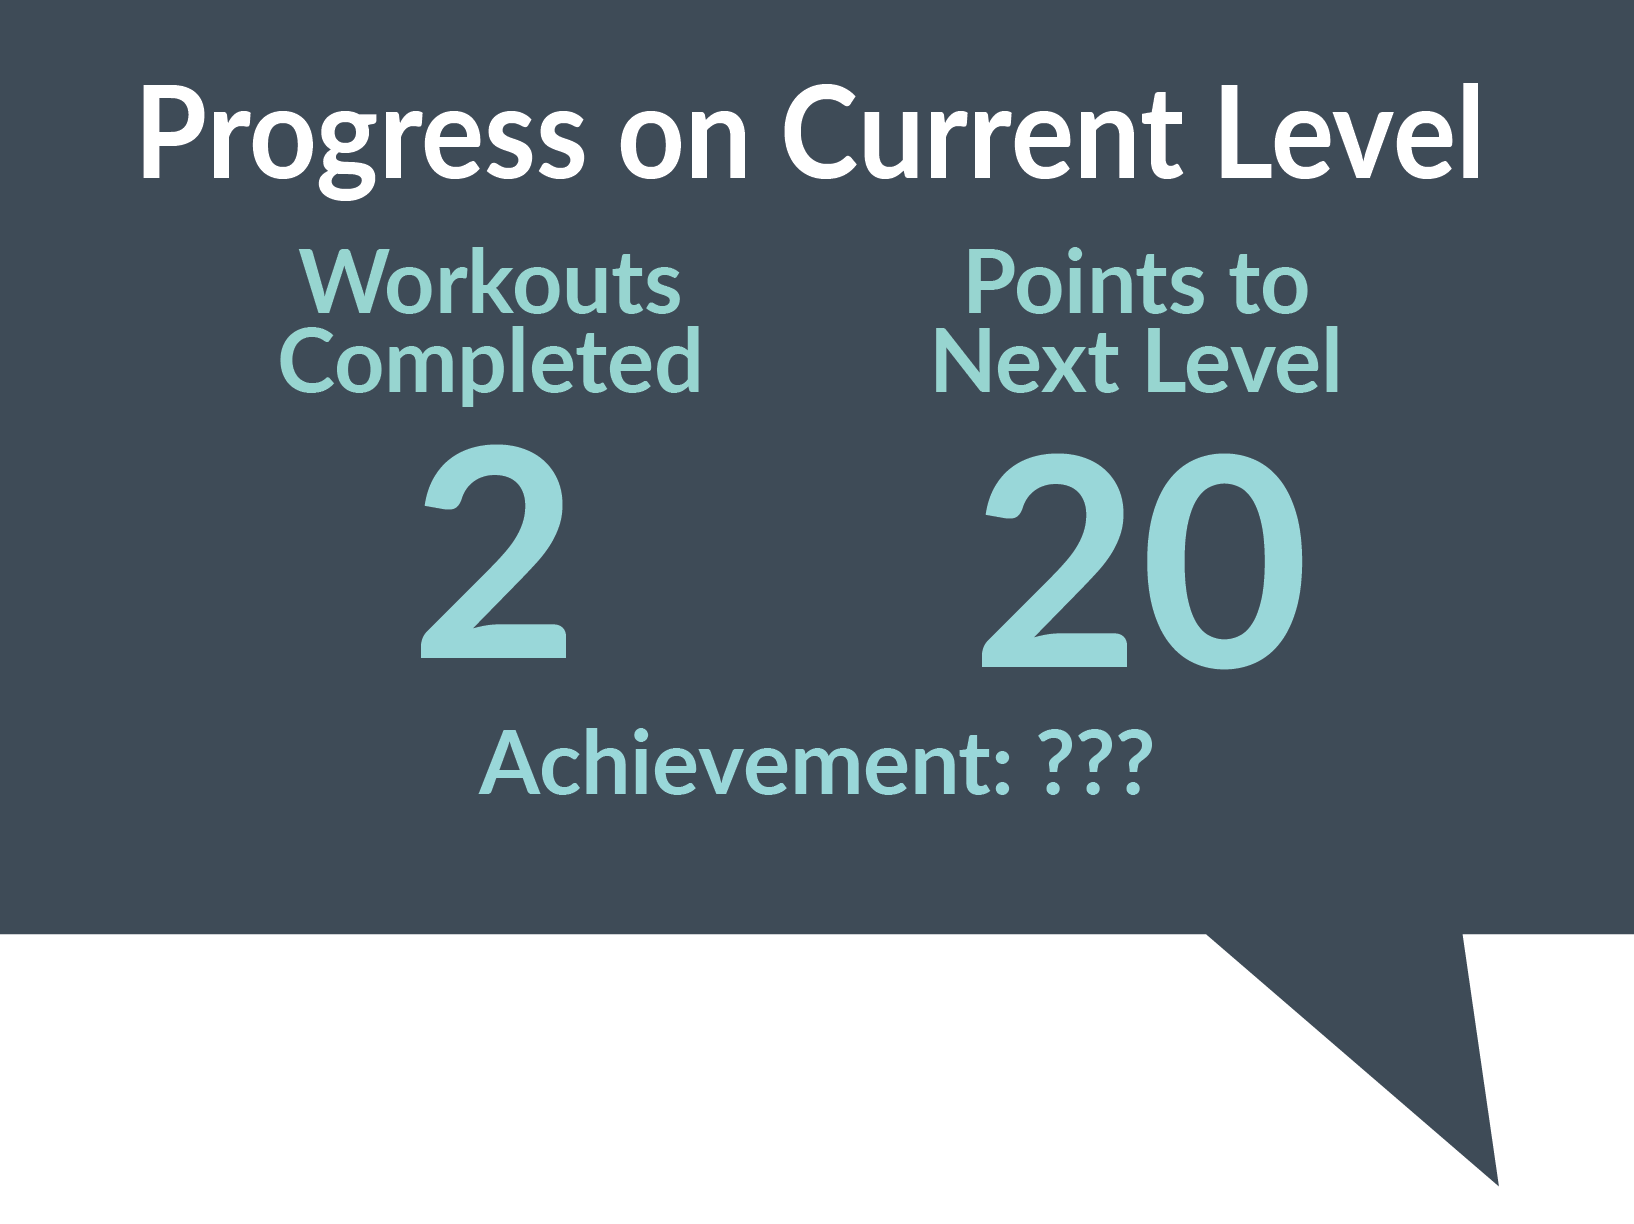 Progress on Current Level
Workouts
Completed
2
Points to
Next Level
20
Achievement: ???